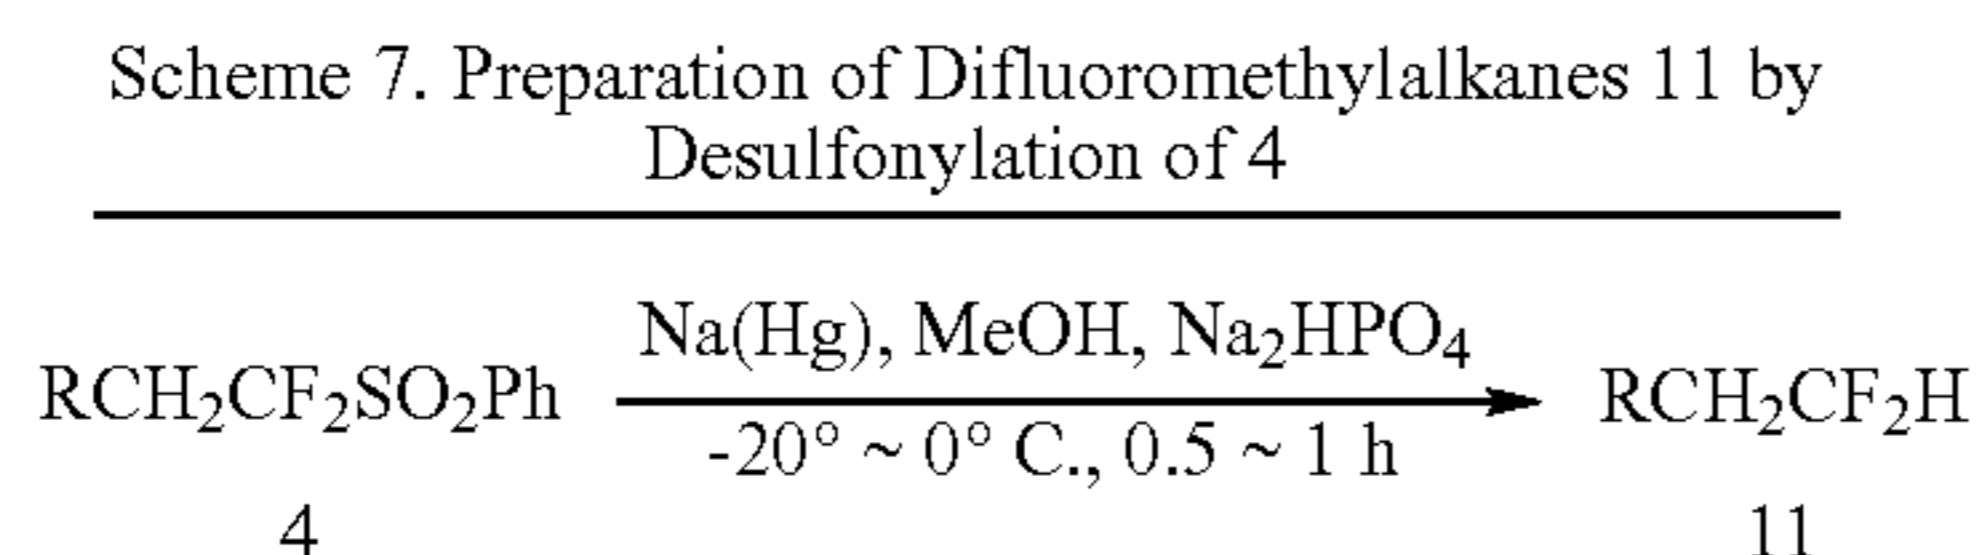 Scheme 7. Preparation of Difluoromethylalkanes 11 by
Desulfonylation of 4
Na(Hg), MeOH, Na₂HPO₄
RCH₂CF₂SO₂Ph
RCH₂CF₂H
-20° ~ 0° C., 0.5 ~ 1 h
4
11